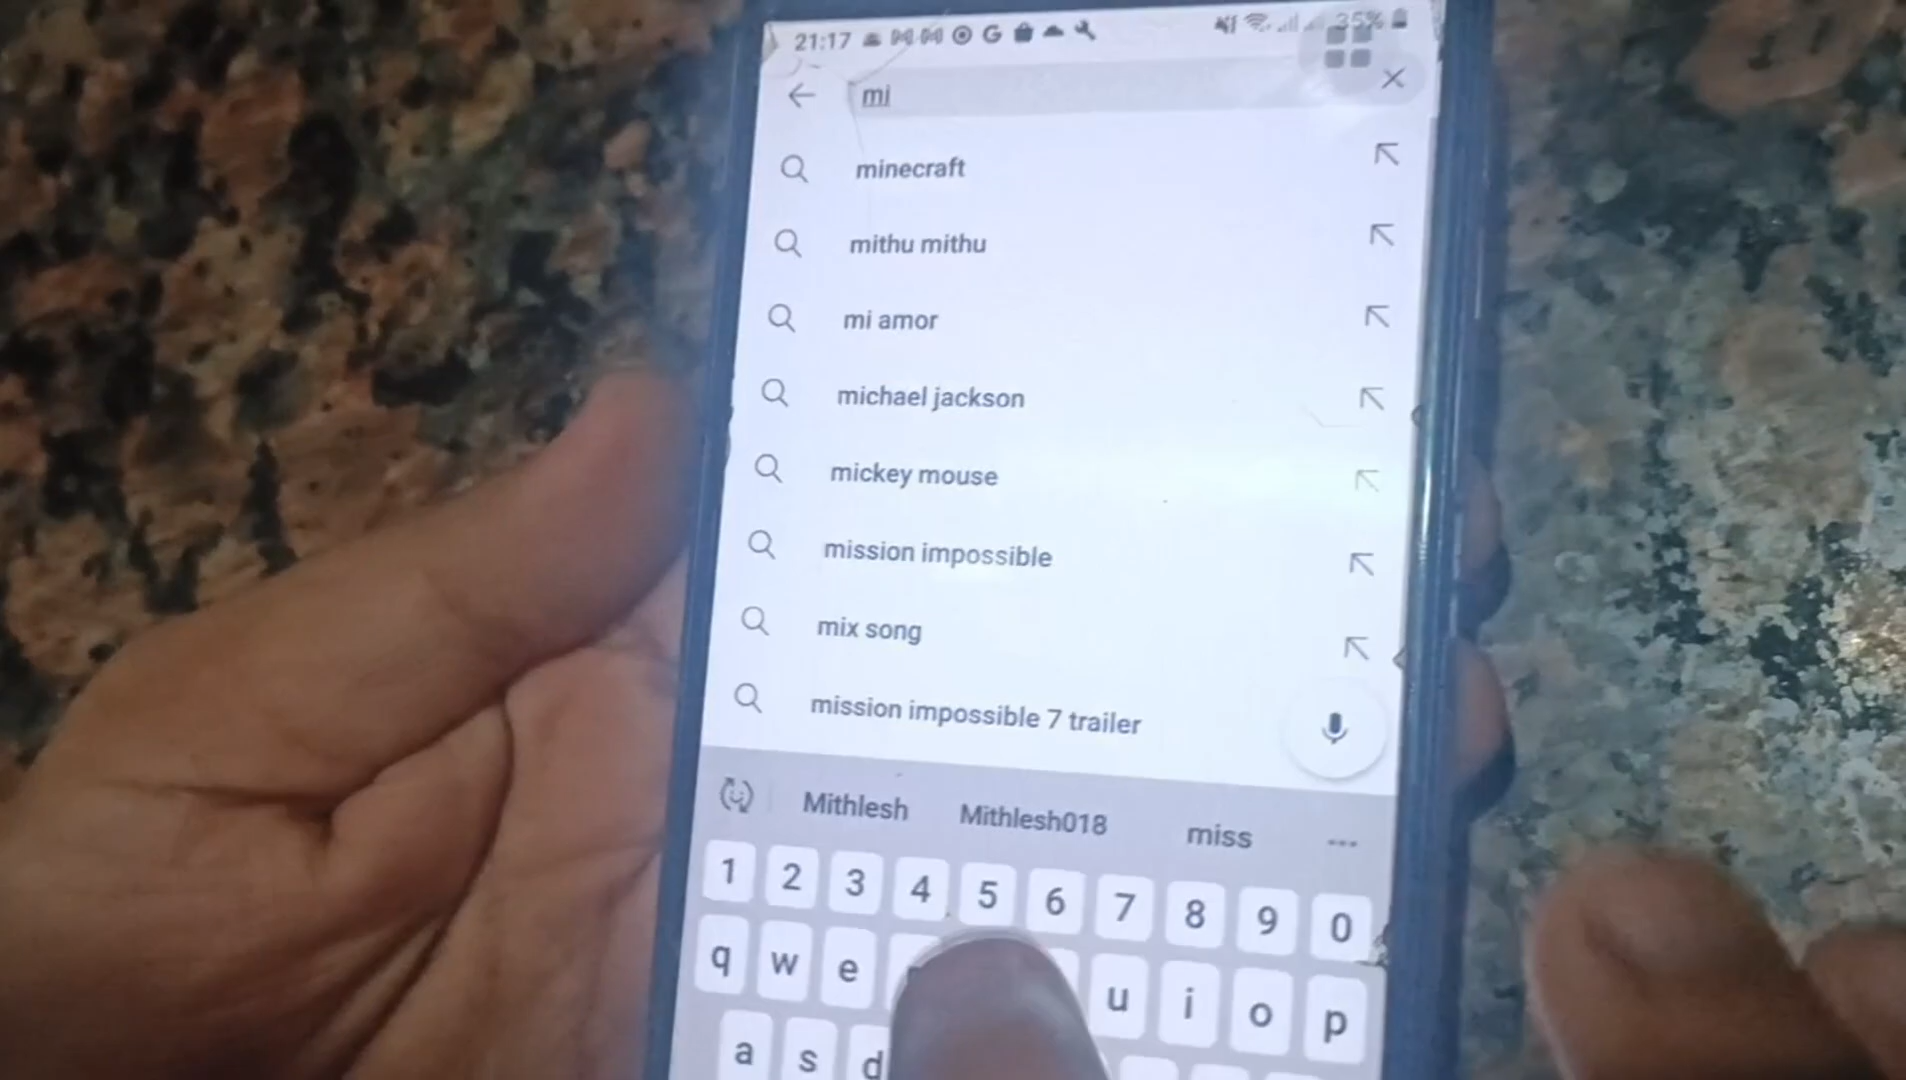 21:17 G 35%
mi
minecraft
mithu mithu
mi amor
michael jackson
mickey mouse
mission impossible
mix song
mission impossible 7 trailer
Mithlesh Mithlesh018 miss ...
1 2 3 4 5 6 7 8 9 0
q w e u i o p
a s d